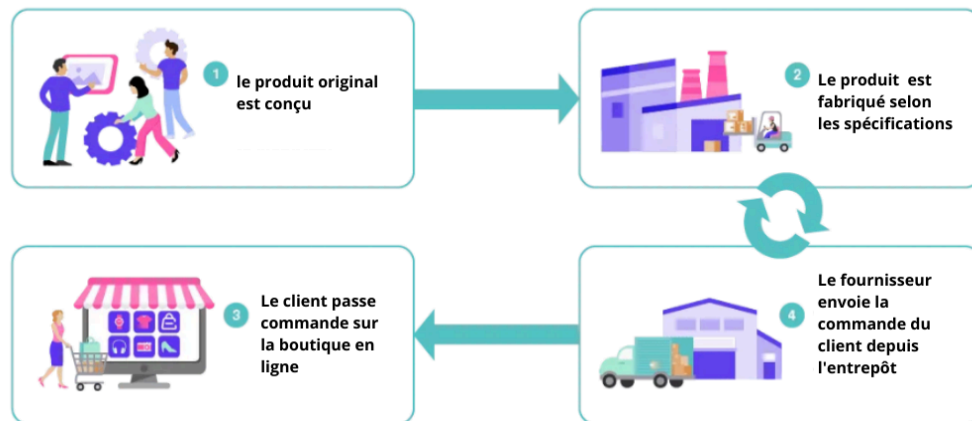 1
le produit original
est conçu
2
Le produit est
fabriqué selon
les spécifications
3
Le client passe
commande sur
la boutique en
ligne
4
Le fournisseur
envoie la
commande du
client depuis
l'entrepôt